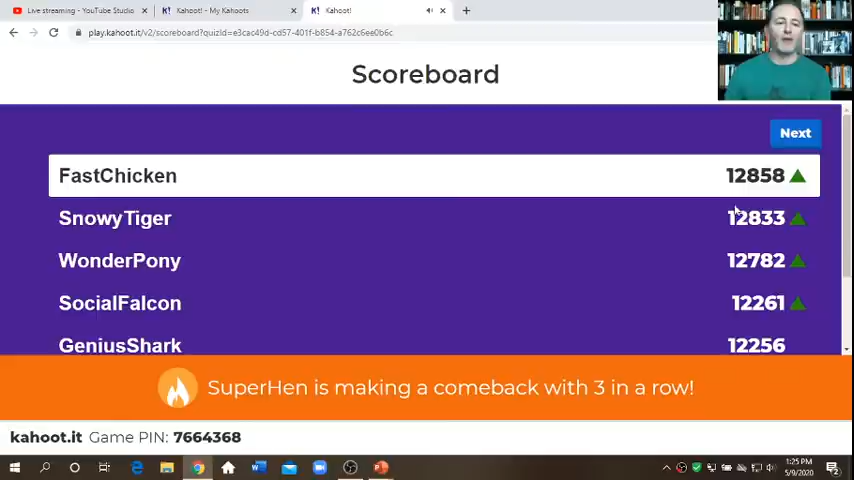 Live streaming - YouTube Studio
Kahoot! - My Kahoots
Kahoot!
play.kahoot.it/v2/scoreboard?quizId=e3cac49d-cd57-401f-b854-a762c6ee0b6c
Scoreboard
Next
FastChicken 12858
SnowyTiger 12833
WonderPony 12782
SocialFalcon 12261
GeniusShark 12256
SuperHen is making a comeback with 3 in a row!
kahoot.it Game PIN: 7664368
1:25 PM
5/9/2020